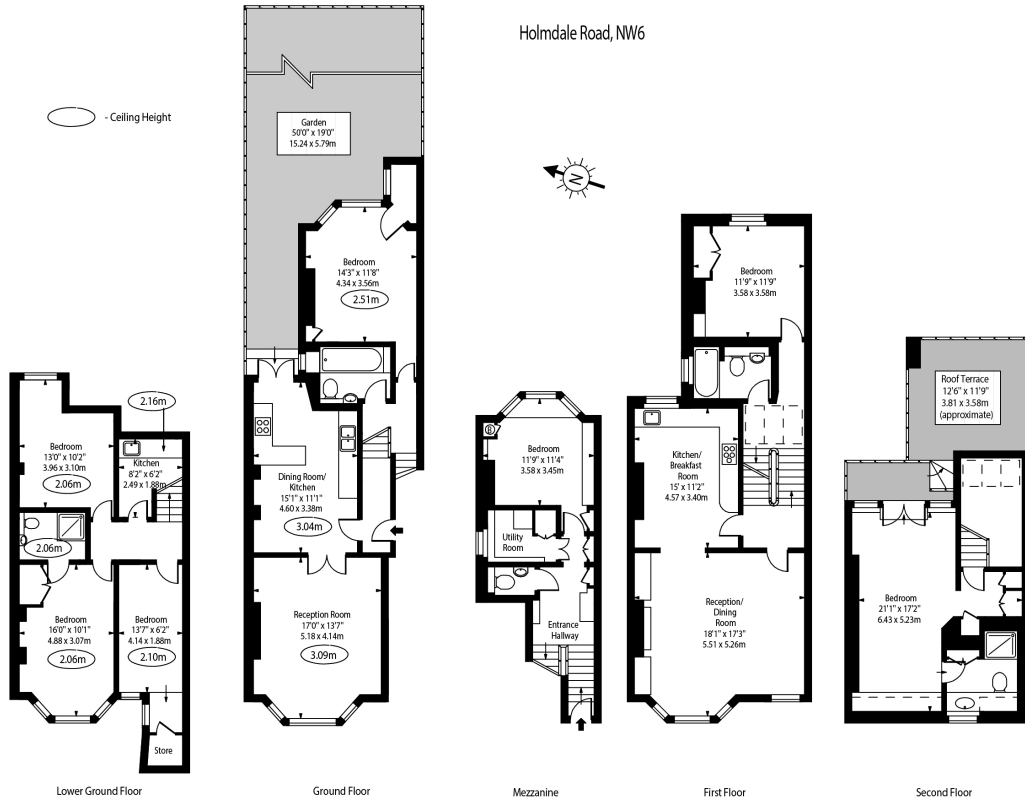 Holmdale Road, NW6
- Ceiling Height
Garden
50'0" x 19'0"
15.24 x 5.79m
N
Bedroom
14'3" x 11'8"
4.34 x 3.56m
2.51m
Dining Room/
Kitchen
15'1" x 11'1"
4.60 x 3.38m
3.04m
Reception Room
17'0" x 13'7"
5.18 x 4.14m
3.09m
2.16m
Bedroom
13'0" x 10'2"
3.96 x 3.10m
2.06m
Kitchen
8'2" x 6'2"
2.49 x 1.88m
2.06m
Bedroom
16'0" x 10'1"
4.88 x 3.07m
2.06m
Bedroom
13'7" x 6'2"
4.14 x 1.88m
2.10m
Store
Bedroom
11'9" x 11'4"
3.58 x 3.45m
Utility
Room
Entrance
Hallway
Bedroom
11'9" x 11'9"
3.58 x 3.58m
Kitchen/
Breakfast
Room
15' x 11'2"
4.57 x 3.40m
Reception/
Dining
Room
18'1" x 17'3"
5.51 x 5.26m
Roof Terrace
12'6" x 11'9"
3.81 x 3.58m
(approximate)
Bedroom
21'1" x 17'2"
6.43 x 5.23m
Lower Ground Floor
Ground Floor
Mezzanine
First Floor
Second Floor